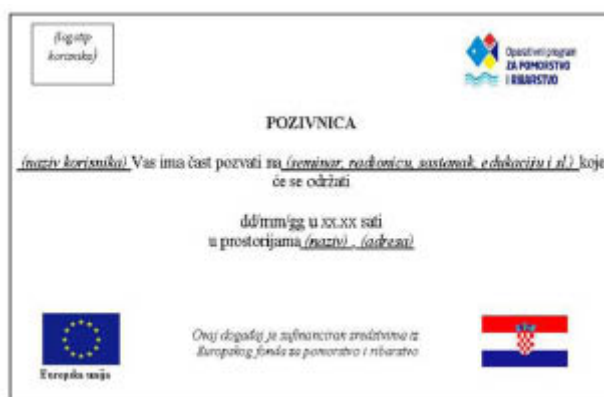 (logotip
korisnika)
Operativni program
ZA POMORSTVO
I RIBARSTVO
POZIVNICA
(naziv korisnika) Vas ima čast pozvati na (seminar, radionicu, sastanak, edukaciju i sl.) koje
će se održati
dd/mm/gg u xx.xx sati
u prostorijama (naziv) , (adresa)
Ovaj događaj je sufinanciran sredstvima iz
Europskog fonda za pomorstvo i ribarstvo
Europska unija